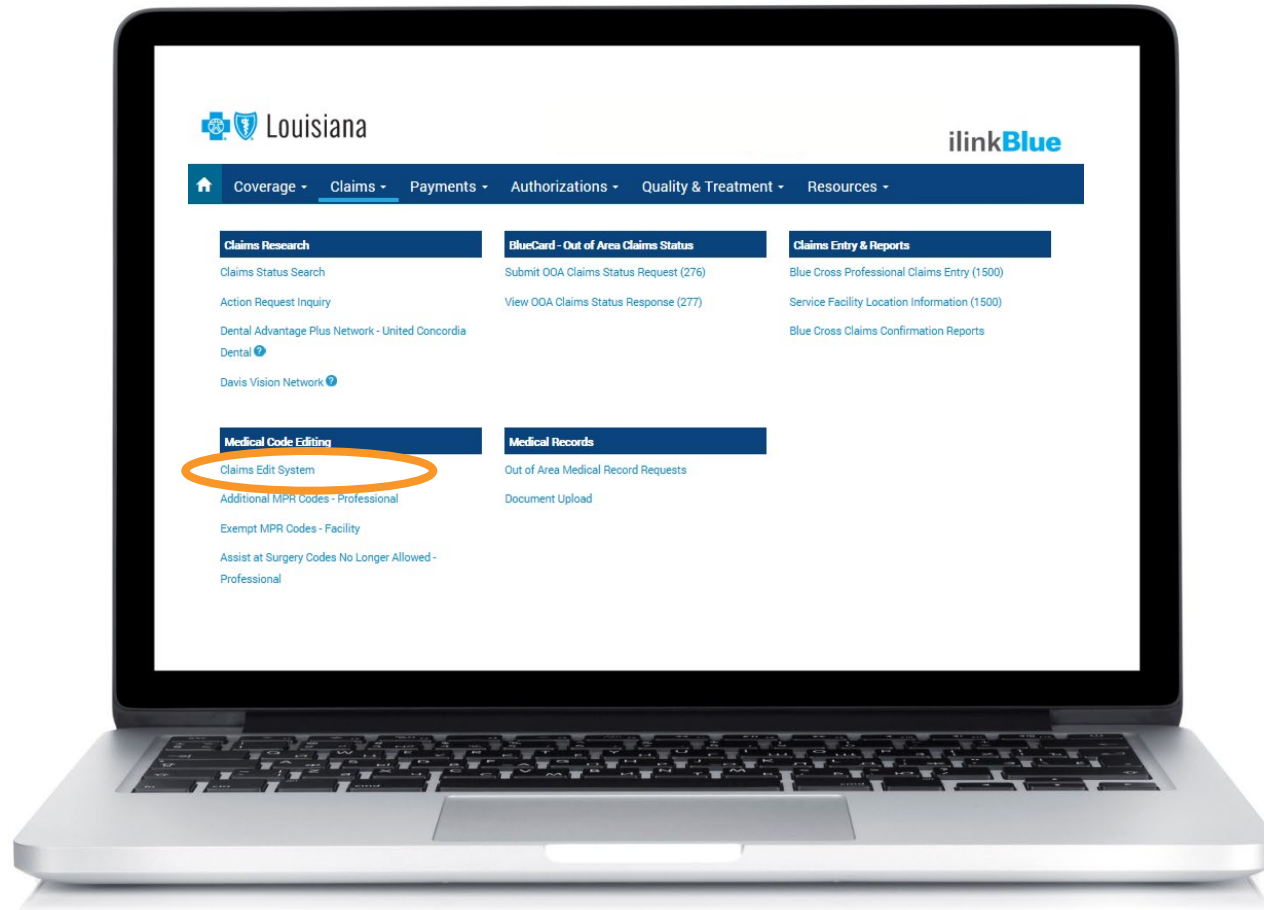 Louisiana
ilinkBlue
Coverage
Claims
Payments
Authorizations
Quality & Treatment
Resources
Claims Research
Claims Status Search
Action Request Inquiry
Dental Advantage Plus Network - United Concordia
Dental ?
Davis Vision Network ?
BlueCard - Out of Area Claims Status
Submit OOA Claims Status Request (276)
View OOA Claims Status Response (277)
Claims Entry & Reports
Blue Cross Professional Claims Entry (1500)
Service Facility Location Information (1500)
Blue Cross Claims Confirmation Reports
Medical Code Editing
Claims Edit System
Additional MPR Codes - Professional
Exempt MPR Codes - Facility
Assist at Surgery Codes No Longer Allowed -
Professional
Medical Records
Out of Area Medical Record Requests
Document Upload